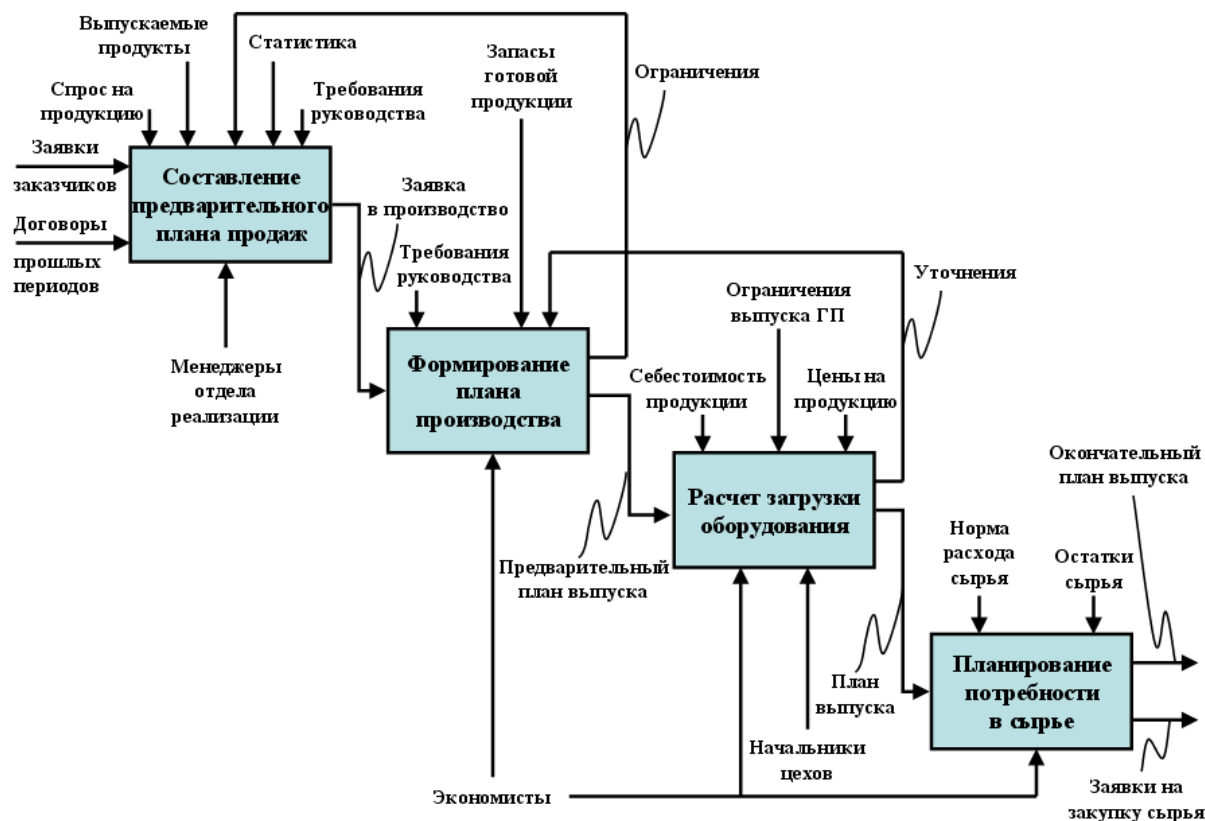 Выпускаемые
продукты
Статистика
Спрос на
продукцию
Требования
руководства
Запасы
готовой
продукции
Ограничения
Заявки
заказчиков
Договоры
прошлых
периодов
Составление
предварительного
плана продаж
Заявка
в производство
Требования
руководства
Менеджеры
отдела
реализации
Формирование
плана
производства
Ограничения
выпуска ГП
Уточнения
Себестоимость
продукции
Цены на
продукцию
Предварительный
план выпуска
Расчет загрузки
оборудования
Окончательный
план выпуска
Норма
расхода
сырья
Остатки
сырья
План
выпуска
Планирование
потребности
в сырье
Начальники
цехов
Экономисты
Заявки на
закупку сырья